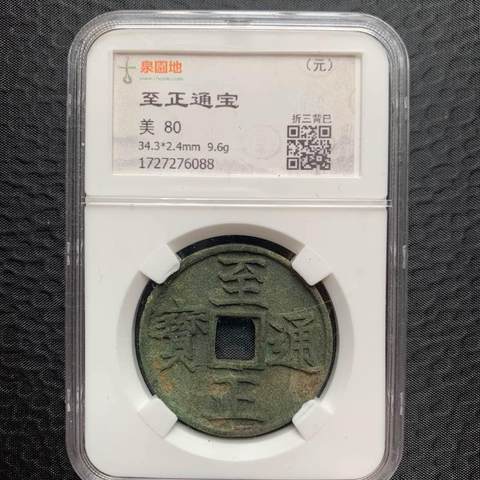 泉園地
（元）
至正通宝
美 80
折三背巳
34.3*2.4mm 9.6g
1727276088
至
寶 通
正